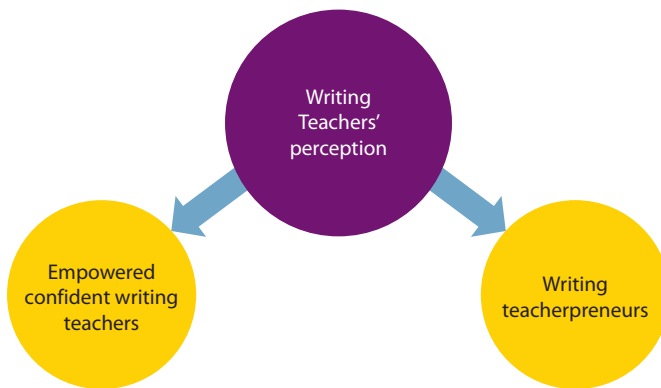 Writing
Teachers’
perception
Empowered
confident writing
teachers
Writing
teacherpreneurs